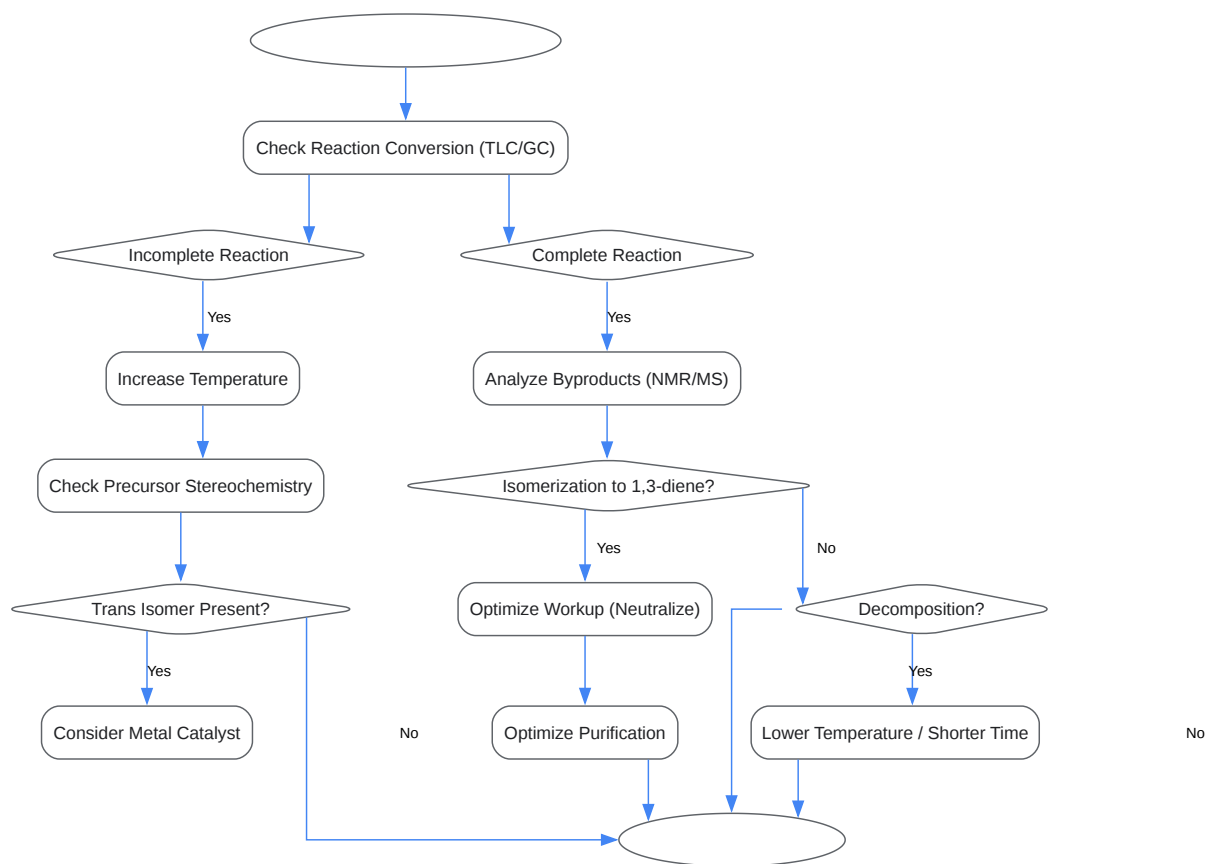 Check Reaction Conversion (TLC/GC)
Incomplete Reaction
Complete Reaction
Yes
Yes
Increase Temperature
Analyze Byproducts (NMR/MS)
Check Precursor Stereochemistry
Isomerization to 1,3-diene?
Yes
No
Trans Isomer Present?
Optimize Workup (Neutralize)
Decomposition?
Yes
Yes
Consider Metal Catalyst
No
Optimize Purification
Lower Temperature / Shorter Time
No